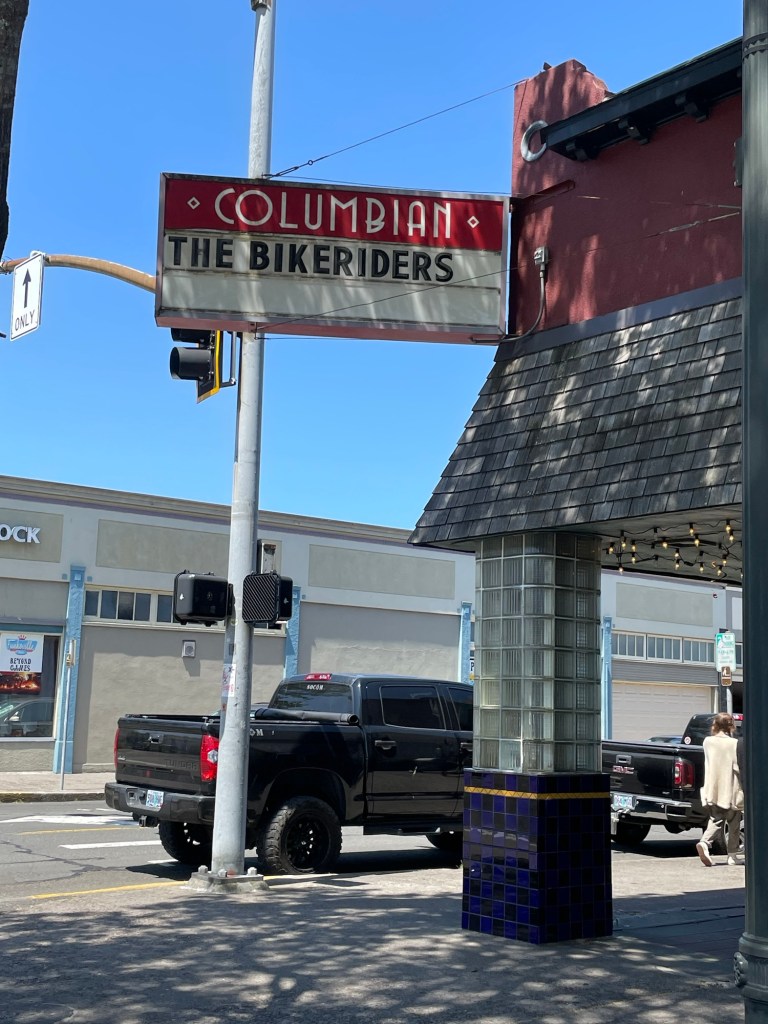 COLUMBIAN
THE BIKERIDERS
ONLY
OCK
BEYOND
GAMES